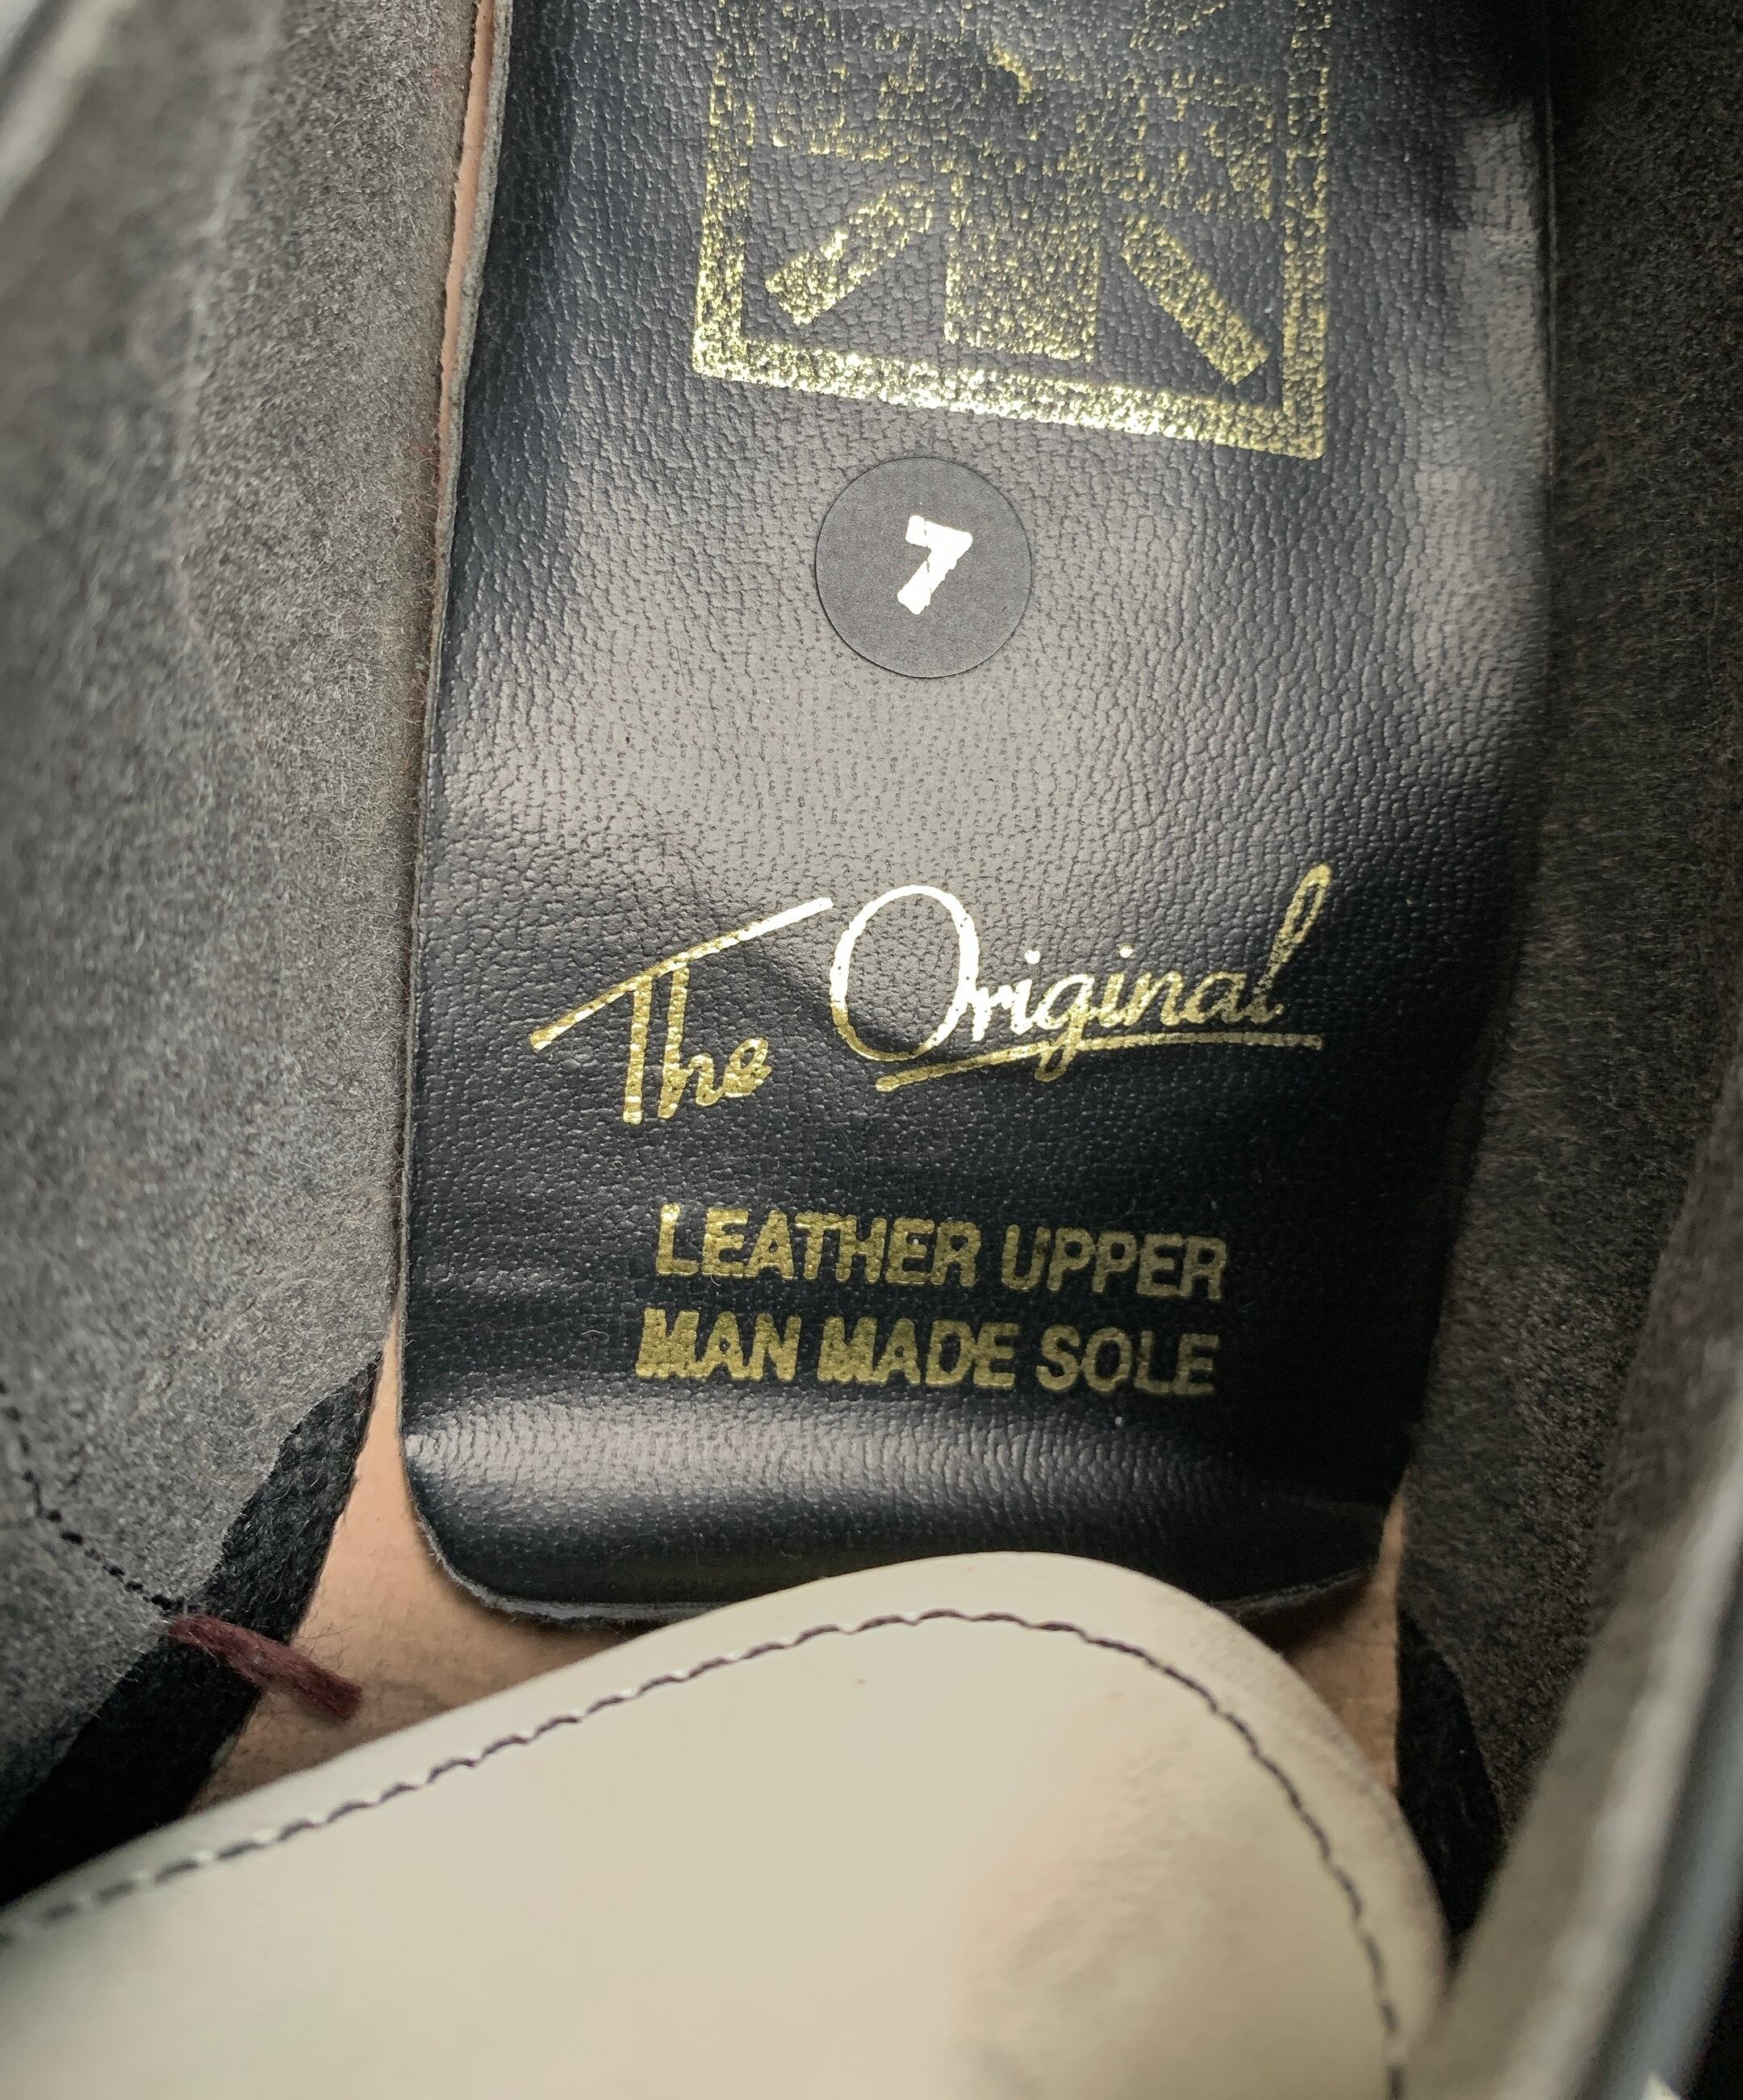 7
The Original
LEATHER UPPER
MAN MADE SOLE